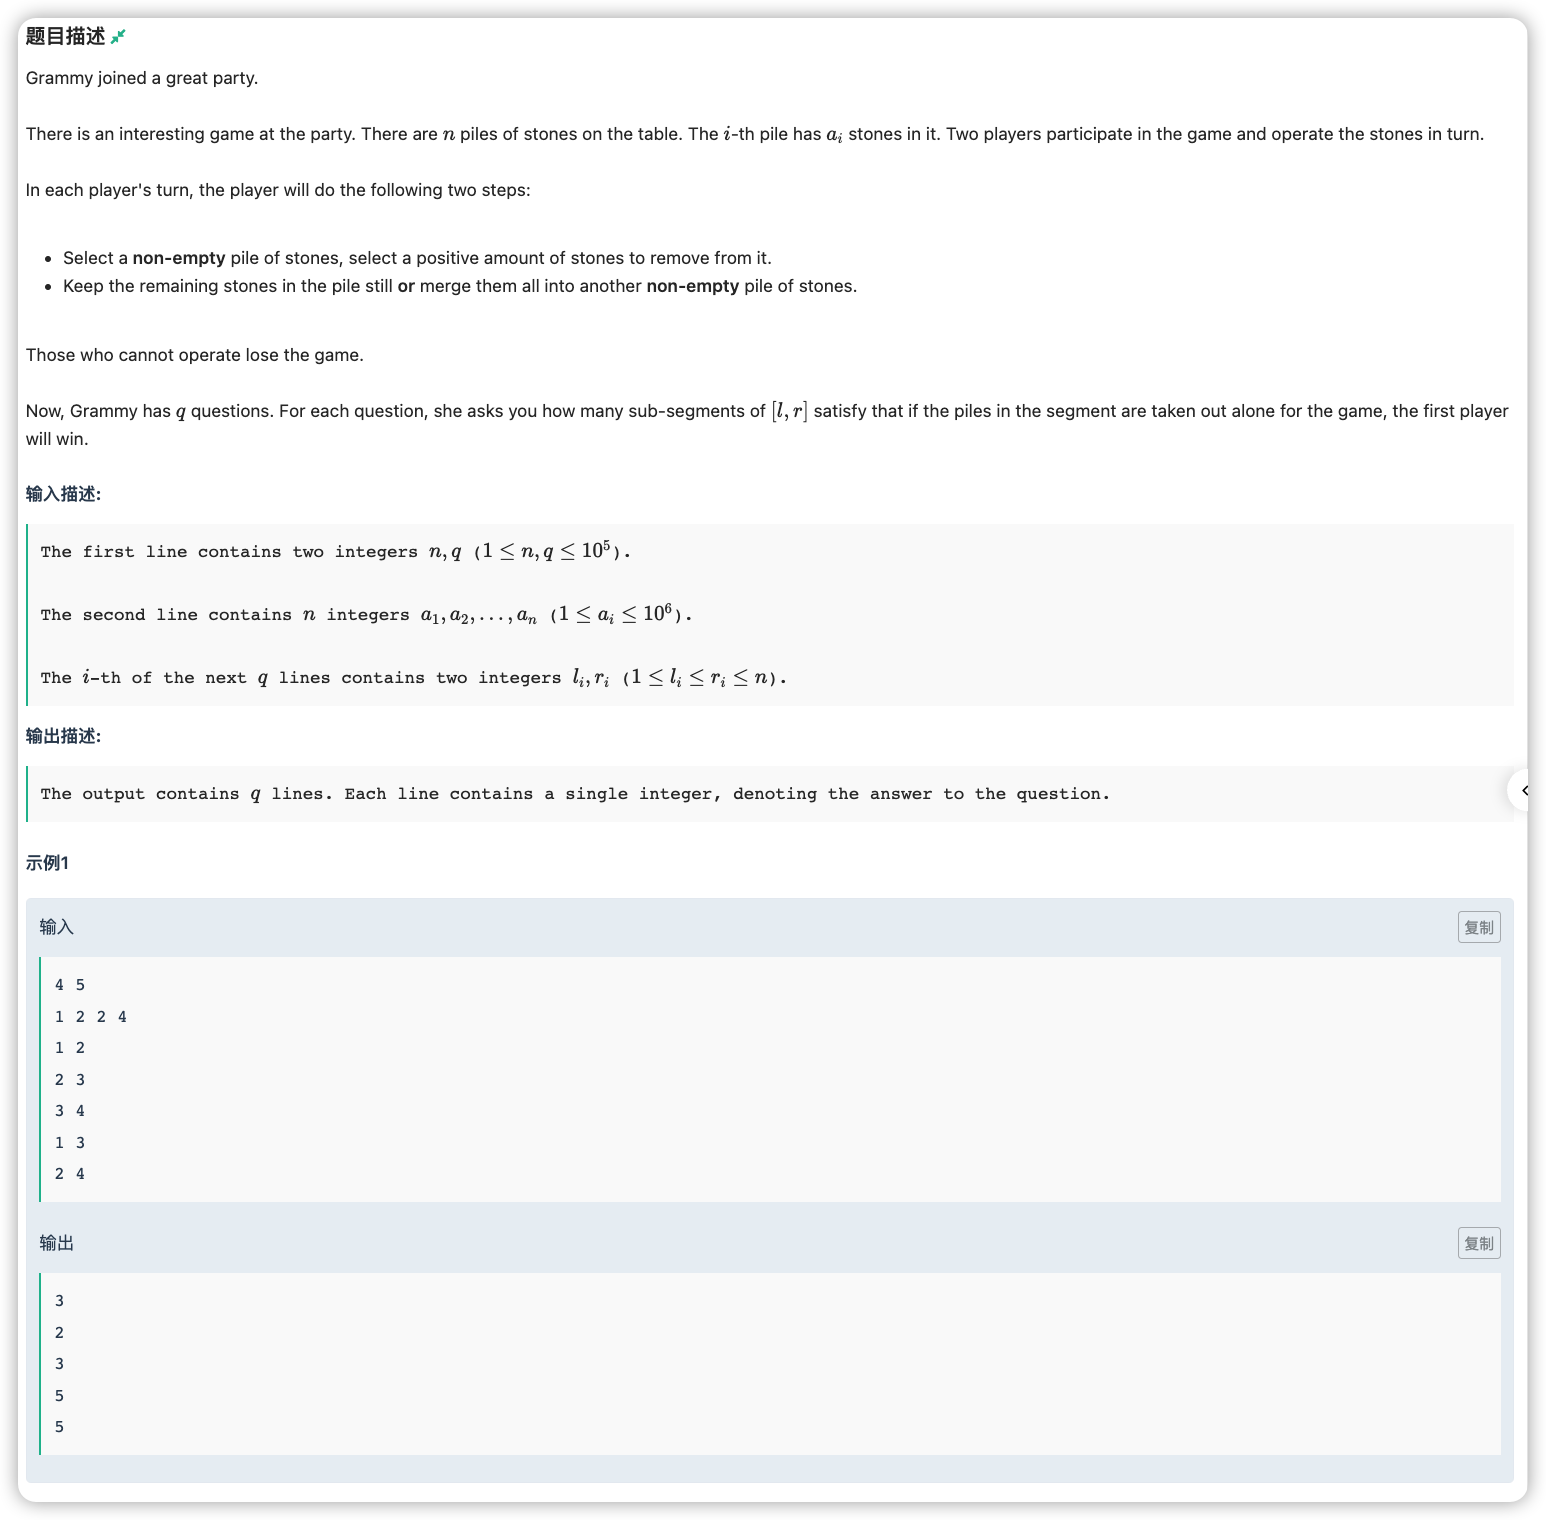 题目描述
Grammy joined a great party.
There is an interesting game at the party. There are n piles of stones on the table. The i-th pile has a_i stones in it. Two players participate in the game and operate the stones in turn.
In each player's turn, the player will do the following two steps:
• Select a non-empty pile of stones, select a positive amount of stones to remove from it.
• Keep the remaining stones in the pile still or merge them all into another non-empty pile of stones.
Those who cannot operate lose the game.
Now, Grammy has q questions. For each question, she asks you how many sub-segments of [l, r] satisfy that if the piles in the segment are taken out alone for the game, the first player
will win.
输入描述:
The first line contains two integers n, q (1 ≤ n, q ≤ 10^5).
The second line contains n integers a_1, a_2, ..., a_n (1 ≤ a_i ≤ 10^6).
The i-th of the next q lines contains two integers l_i, r_i (1 ≤ l_i ≤ r_i ≤ n).
输出描述:
The output contains q lines. Each line contains a single integer, denoting the answer to the question.
示例1
输入
复制
4 5
1 2 2 4
1 2
2 3
3 4
1 3
2 4
输出
复制
3
2
3
5
5